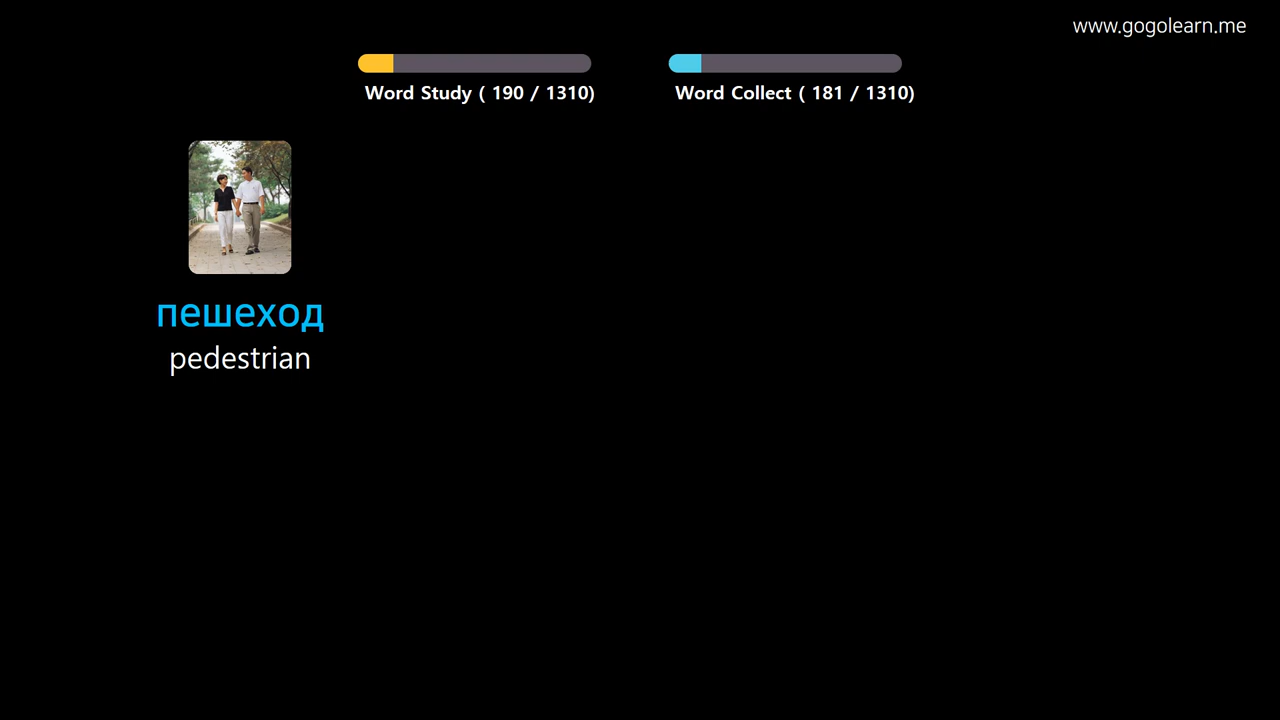 www.gogolearn.me
Word Study ( 190 / 1310)
Word Collect ( 181 / 1310)
пешеход
pedestrian